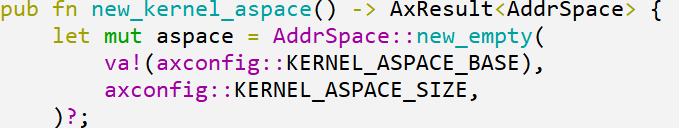 pub fn new_kernel_aspace() -> AxResult<AddrSpace> {
    let mut aspace = AddrSpace::new_empty(
        va!(axconfig::KERNEL_ASPACE_BASE),
        axconfig::KERNEL_ASPACE_SIZE,
    )?;